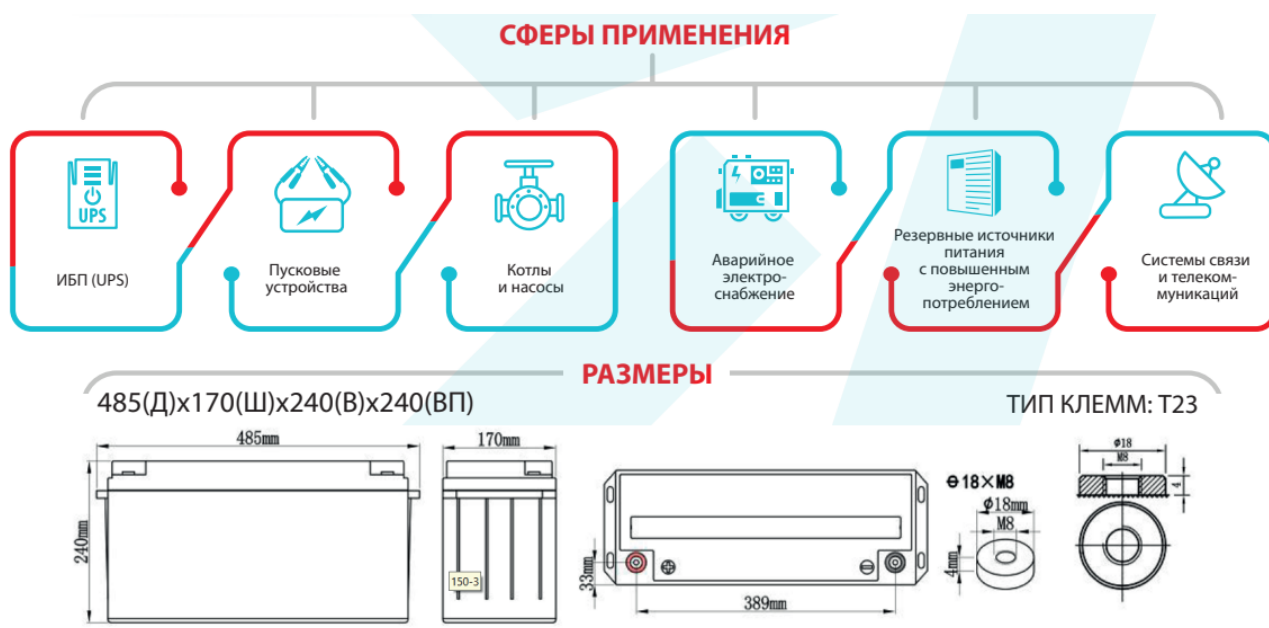 СФЕРЫ ПРИМЕНЕНИЯ
UPS
ИБП (UPS)
Пусковые
устройства
Котлы
и насосы
Аварийное
электро-
снабжение
Резервные источники
питания
с повышенным
энерго-
потреблением
Системы связи
и телеком-
муникаций
РАЗМЕРЫ
485(Д)х170(Ш)х240(В)х240(ВП)
ТИП КЛЕММ: Т23
485mm
240mm
170mm
150-3
33mm
389mm
⊖18×M8
ϕ18mm
M8
4mm
ϕ18
M8
4